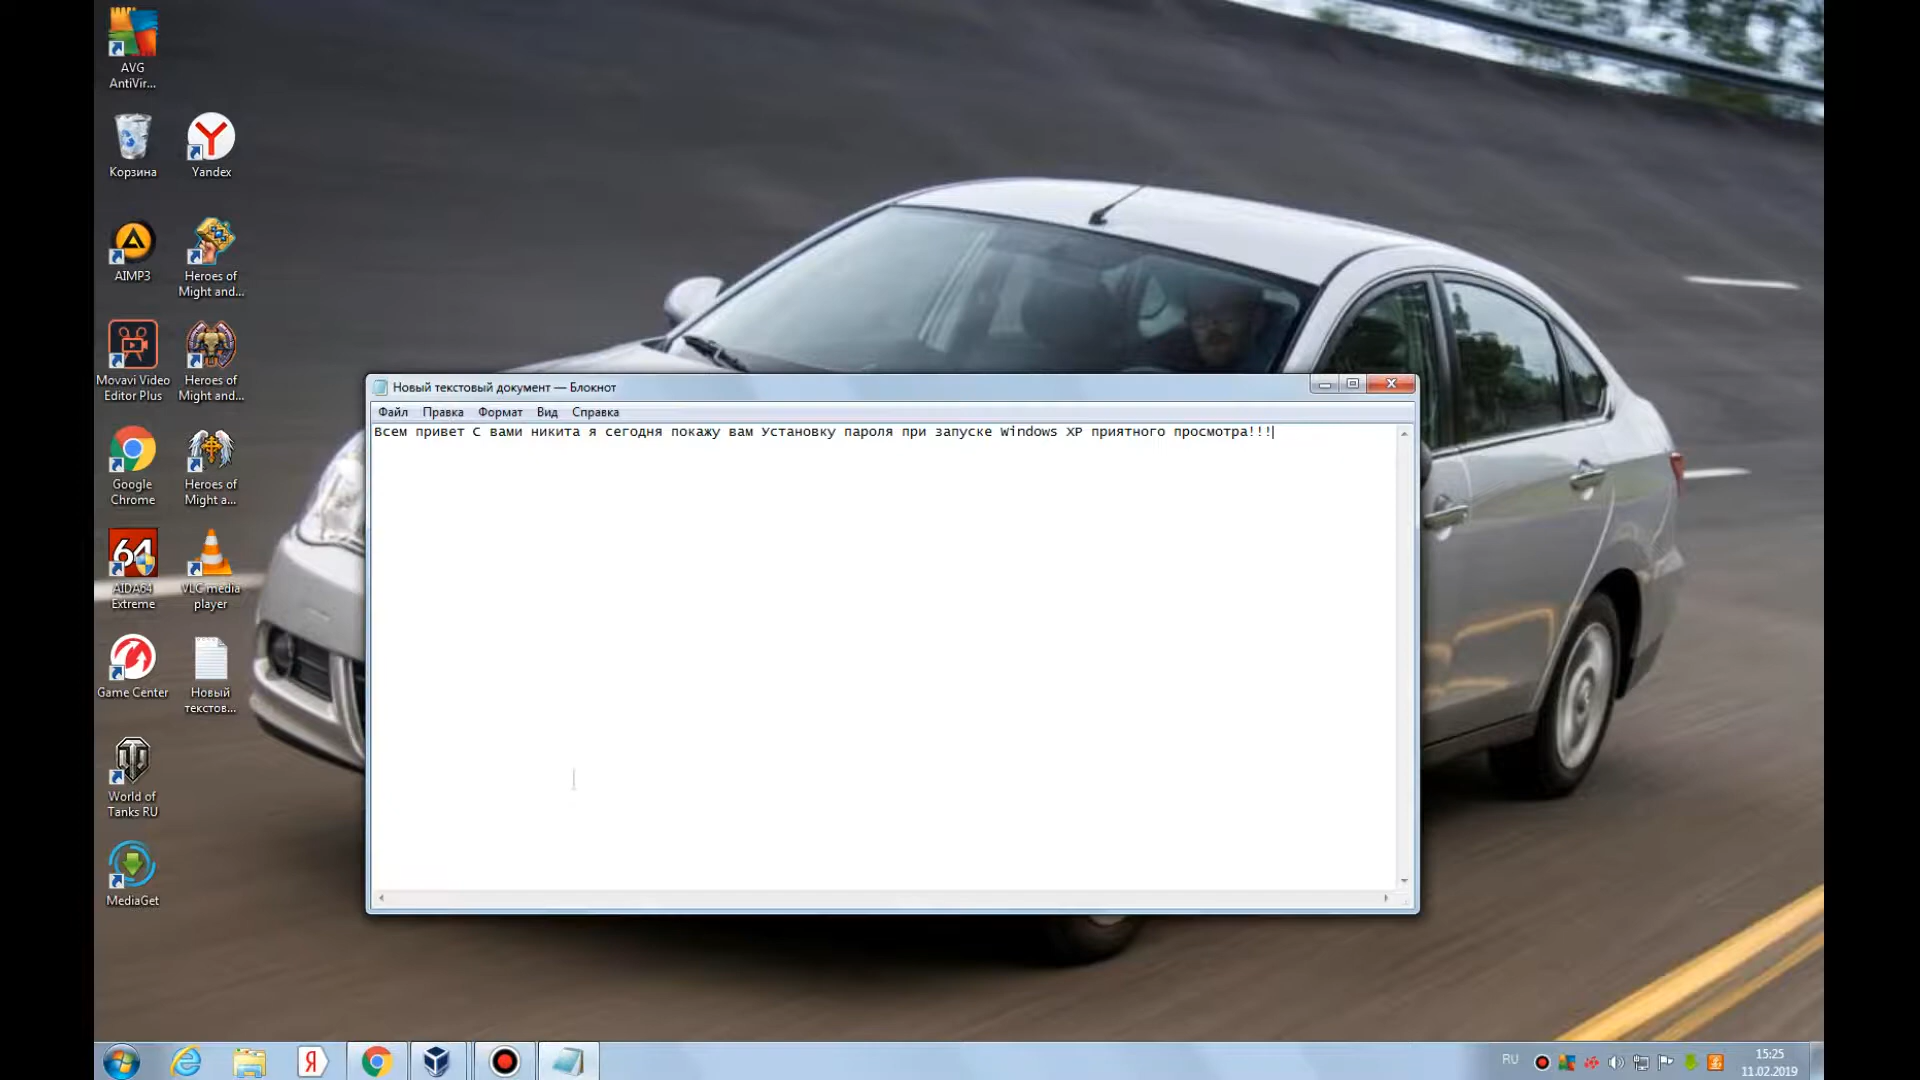 AVG
AntiVir...
Корзина
Yandex
AIMP3
Heroes of
Might and...
Movavi Video
Editor Plus
Heroes of
Might and...
Google
Chrome
Heroes of
Might a...
64
AIDA64
Extreme
VLC media
player
Game Center
Новый
текстов...
World of
Tanks RU
MediaGet
Новый текстовый документ — Блокнот
Файл Правка Формат Вид Справка
Всем привет С вами никита я сегодня покажу вам Установку пароля при запуске Windows XP приятного просмотра!!!
Я
RU
15:25
11.02.2019